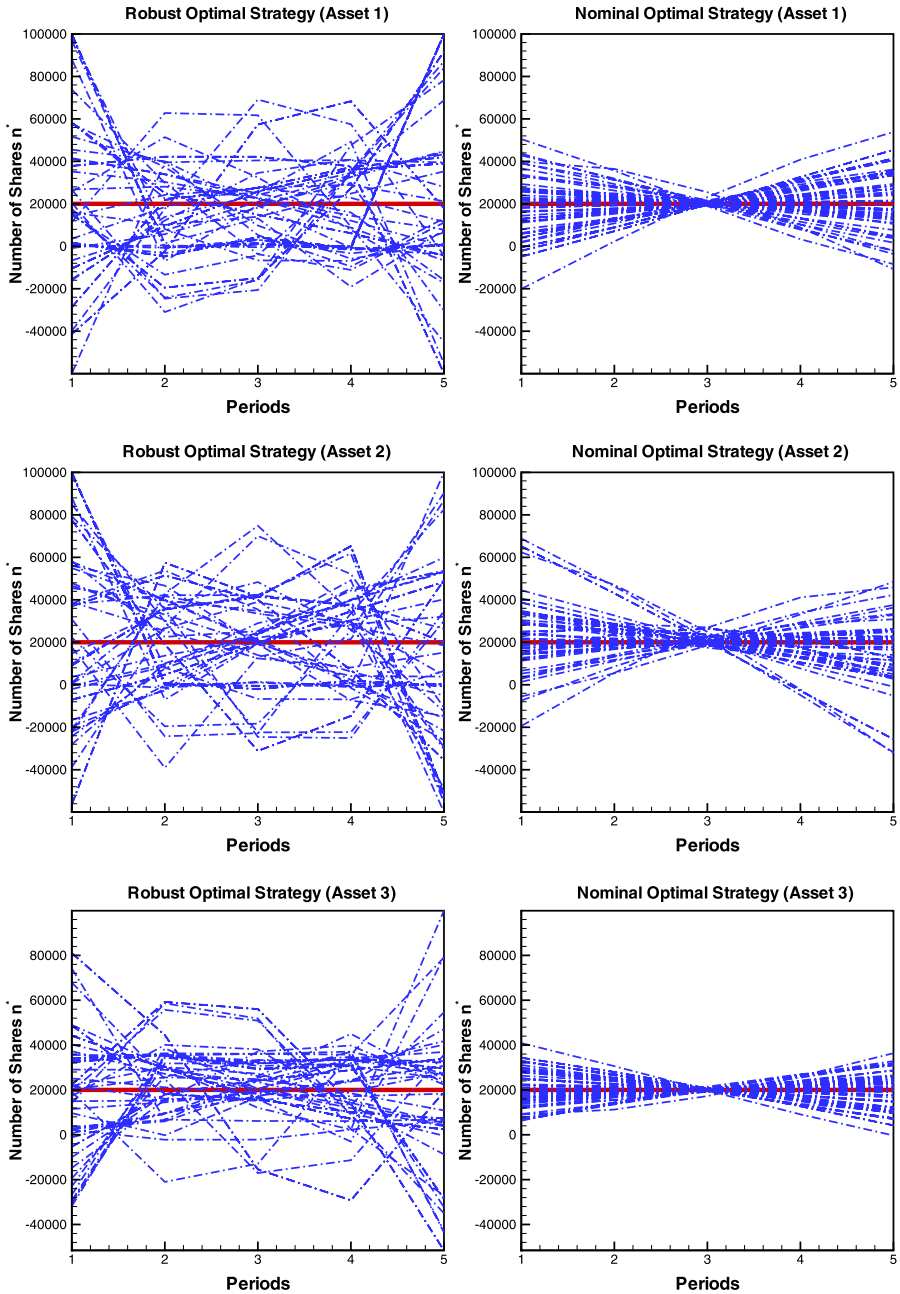 Robust Optimal Strategy (Asset 1)
Number of Shares n*
100000
80000
60000
40000
20000
0
-20000
-40000
1 2 3 4 5
Periods
Nominal Optimal Strategy (Asset 1)
Number of Shares n*
100000
80000
60000
40000
20000
0
-20000
-40000
1 2 3 4 5
Periods
Robust Optimal Strategy (Asset 2)
Number of Shares n*
100000
80000
60000
40000
20000
0
-20000
-40000
1 2 3 4 5
Periods
Nominal Optimal Strategy (Asset 2)
Number of Shares n*
100000
80000
60000
40000
20000
0
-20000
-40000
1 2 3 4 5
Periods
Robust Optimal Strategy (Asset 3)
Number of Shares n*
80000
60000
40000
20000
0
-20000
-40000
1 2 3 4 5
Periods
Nominal Optimal Strategy (Asset 3)
Number of Shares n*
80000
60000
40000
20000
0
-20000
-40000
1 2 3 4 5
Periods